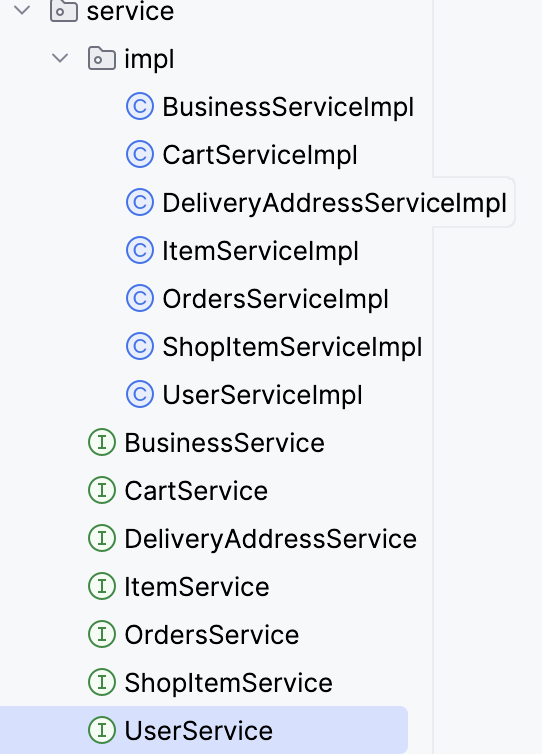 service
impl
BusinessServiceImpl
CartServiceImpl
DeliveryAddressServiceImpl
ItemServiceImpl
OrdersServiceImpl
ShopItemServiceImpl
UserServiceImpl
BusinessService
CartService
DeliveryAddressService
ItemService
OrdersService
ShopItemService
UserService